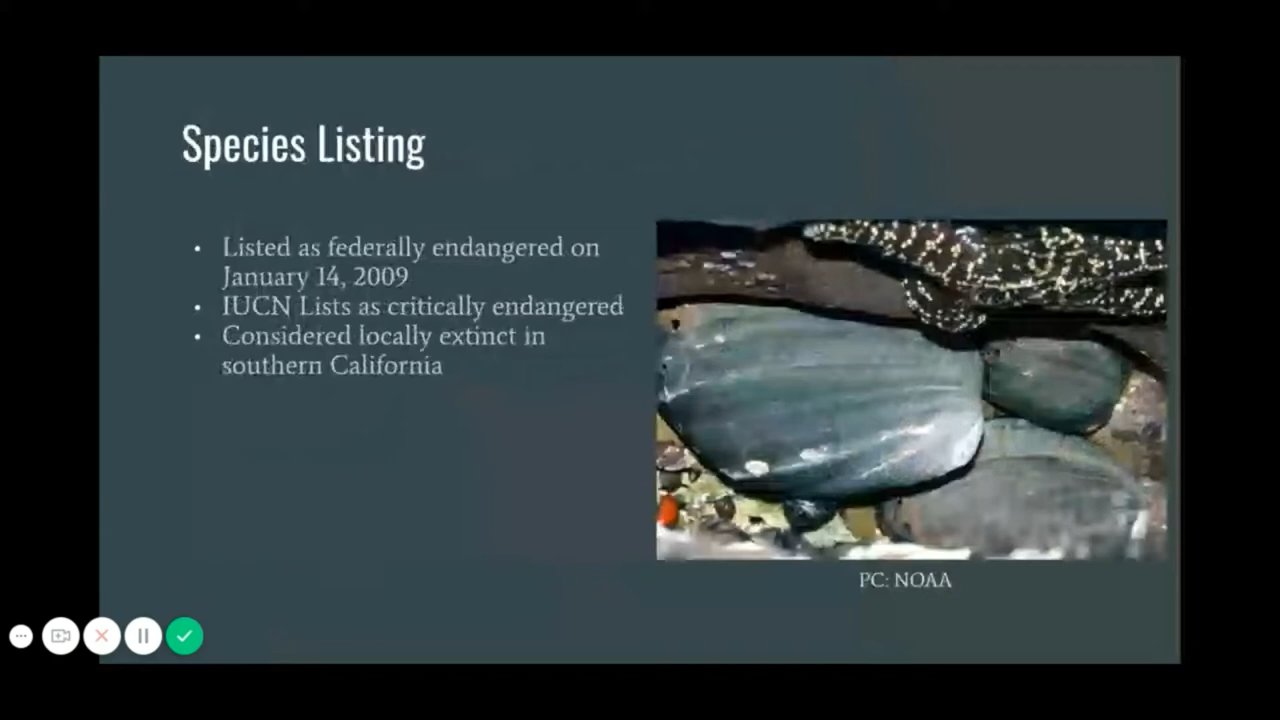 Species Listing
• Listed as federally endangered on
January 14, 2009
• IUCN Lists as critically endangered
• Considered locally extinct in
southern California
PC: NOAA